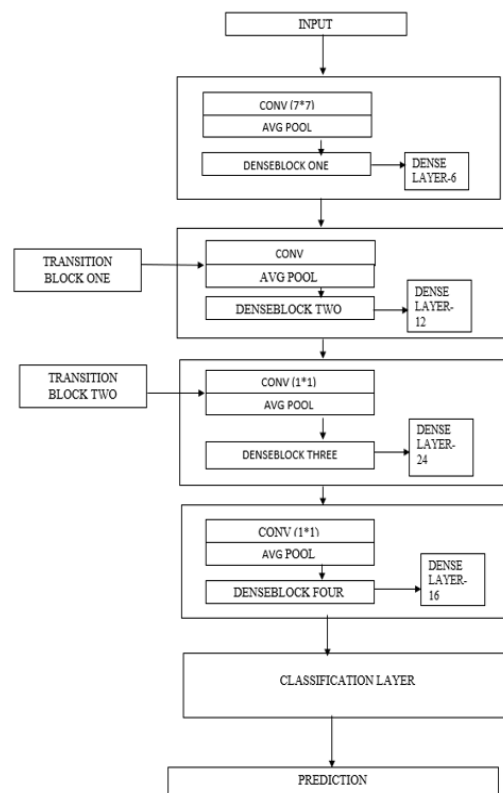 INPUT
CONV (7*7)
AVG POOL
DENSEBLOCK ONE
DENSE
LAYER-6
TRANSITION
BLOCK ONE
CONV
AVG POOL
DENSEBLOCK TWO
DENSE
LAYER-
12
TRANSITION
BLOCK TWO
CONV (1*1)
AVG POOL
DENSEBLOCK THREE
DENSE
LAYER-
24
CONV (1*1)
AVG POOL
DENSEBLOCK FOUR
DENSE
LAYER-
16
CLASSIFICATION LAYER
PREDICTION